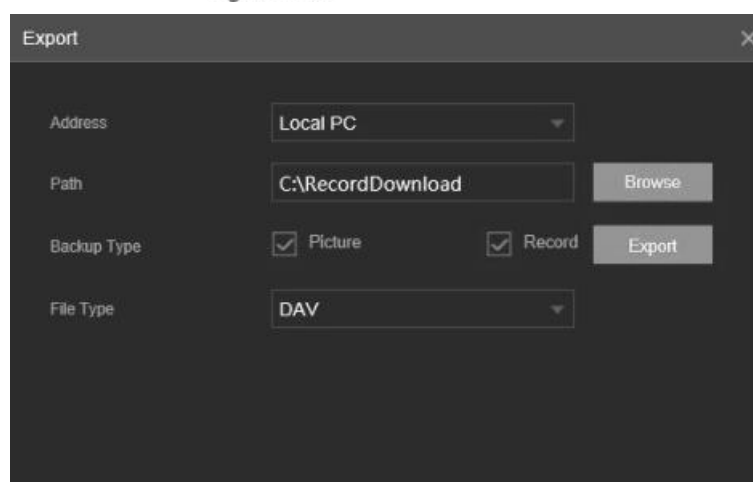 Export
Address Local PC
Path C:\RecordDownload Browse
Backup Type Picture Record Export
File Type DAV